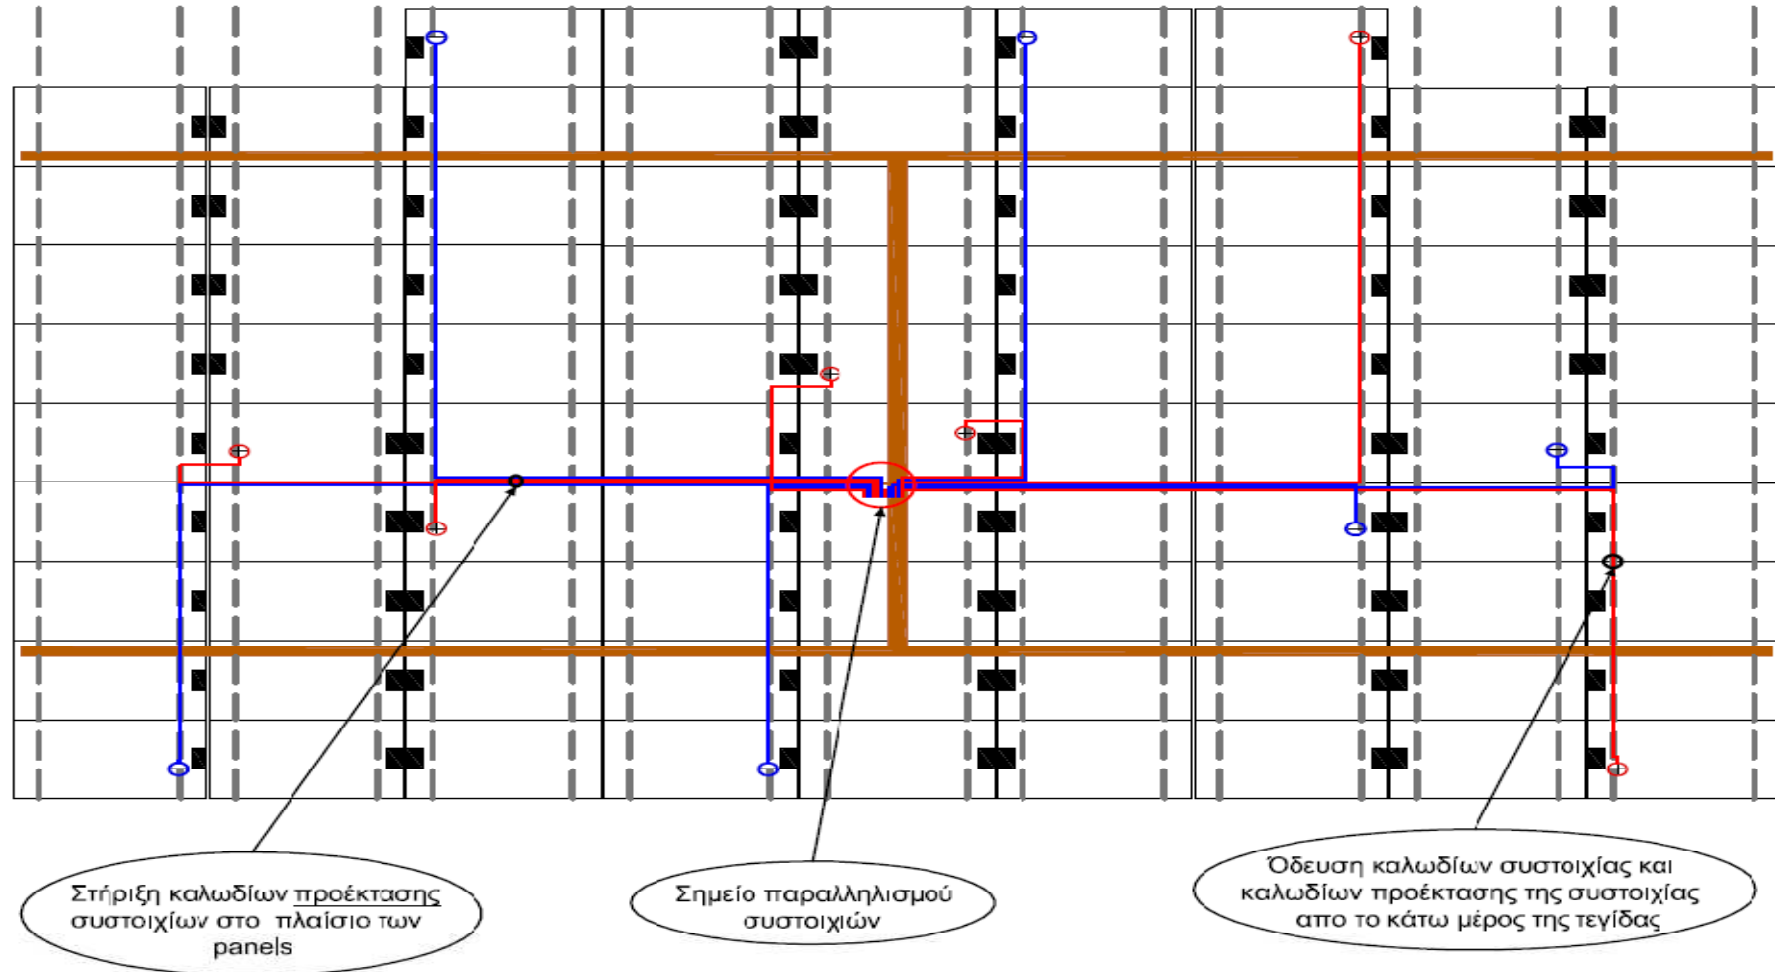 Στήριξη καλωδίων προέκτασης
συστοιχίων στο πλαίσιο των
panels
Σημείο παραλληλισμού
συστοιχιών
Όδευση καλωδίων συστοιχίας και
καλωδίων προέκτασης της συστοιχίας
απο το κάτω μέρος της τεγίδας